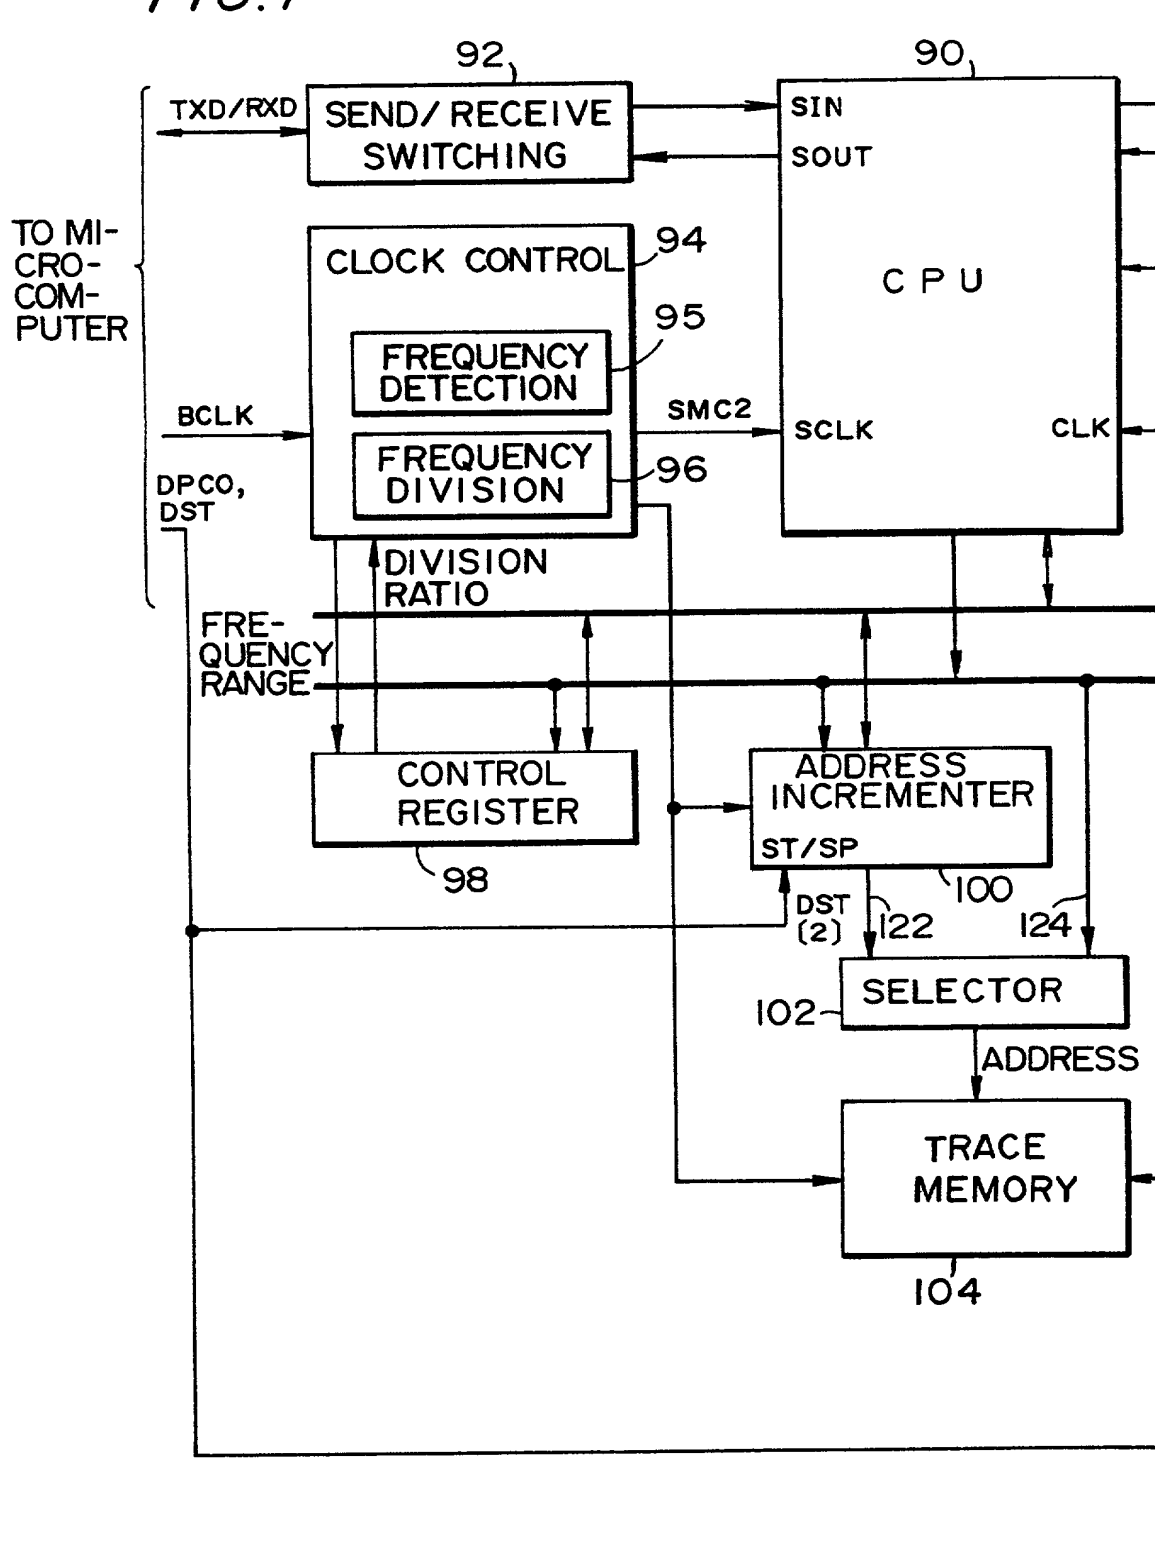 92
90
TXD/RXD
SEND/RECEIVE
SWITCHING
SIN
SOUT
TO MI-
CRO-
COM-
PUTER
CLOCK CONTROL
94
CPU
95
FREQUENCY
DETECTION
BCLK
SMC2
SCLK
CLK
FREQUENCY
DIVISION
96
DPCO,
DST
DIVISION
RATIO
FRE-
QUENCY
RANGE
CONTROL
REGISTER
98
ADDRESS
INCREMENTER
ST/SP
100
DST
(2)
122
124
SELECTOR
102
ADDRESS
TRACE
MEMORY
104